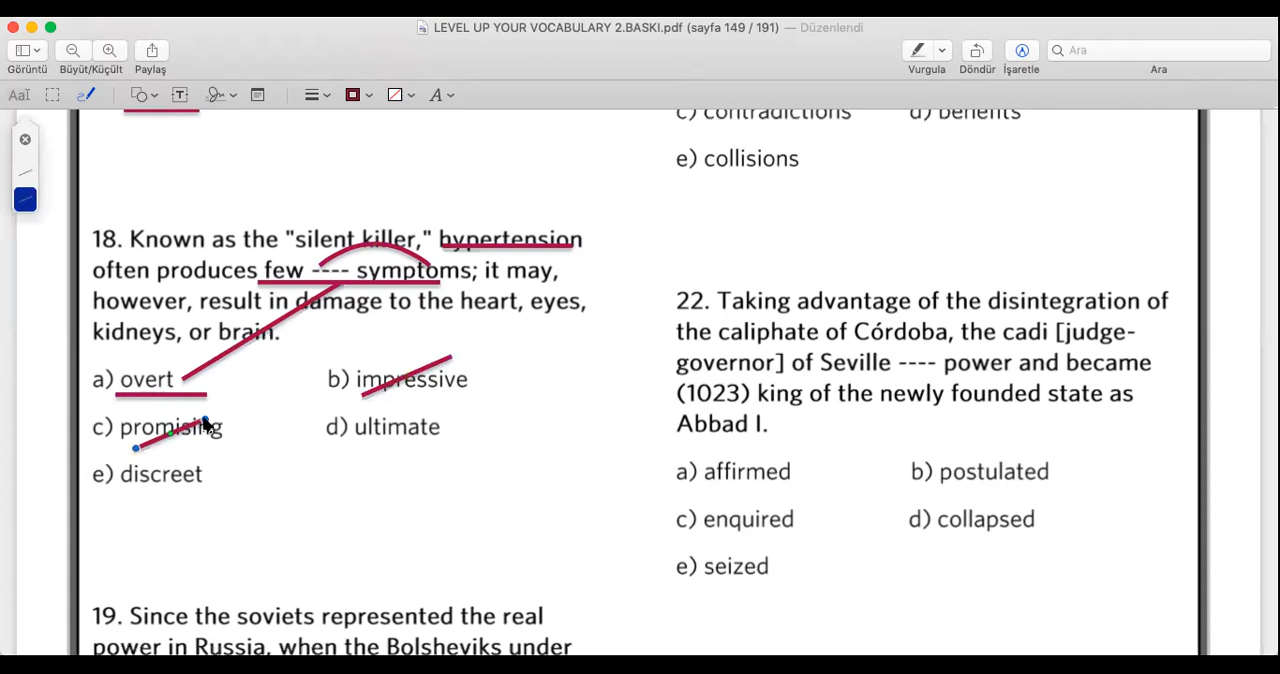 LEVEL UP YOUR VOCABULARY 2.BASKI.pdf (sayfa 149 / 191) — Düzenlendi
Görüntü
Büyüt/Küçült
Paylaş
Vurgula
Döndür
İşaretle
Ara
Ara
18. Known as the "silent killer," hypertension
often produces few ---- symptoms; it may,
however, result in damage to the heart, eyes,
kidneys, or brain.
a) overt b) impressive
c) promising d) ultimate
e) discreet
19. Since the soviets represented the real
power in Russia, when the Bolsheviks under
c) contradictions d) benefits
e) collisions
22. Taking advantage of the disintegration of
the caliphate of Córdoba, the cadi [judge-
governor] of Seville ---- power and became
(1023) king of the newly founded state as
Abbad I.
a) affirmed b) postulated
c) enquired d) collapsed
e) seized